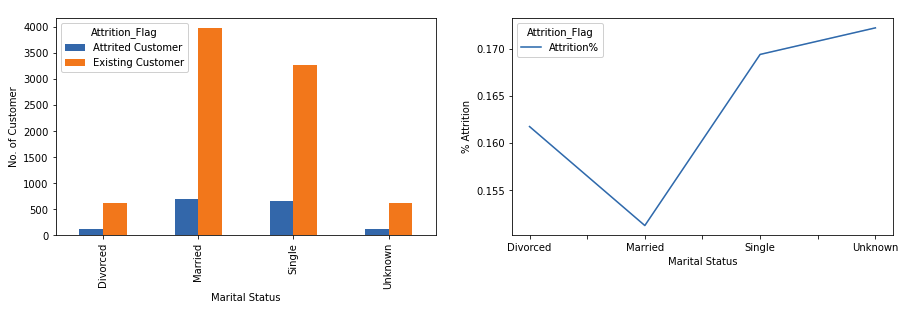 Attrition_Flag
Attrited Customer
Existing Customer
4000
3500
3000
2500
2000
1500
1000
500
0
No. of Customer
Divorced
Married
Single
Unknown
Marital Status
Attrition_Flag
Attrition%
0.170
0.165
0.160
0.155
% Attrition
Divorced Married Single Unknown
Marital Status